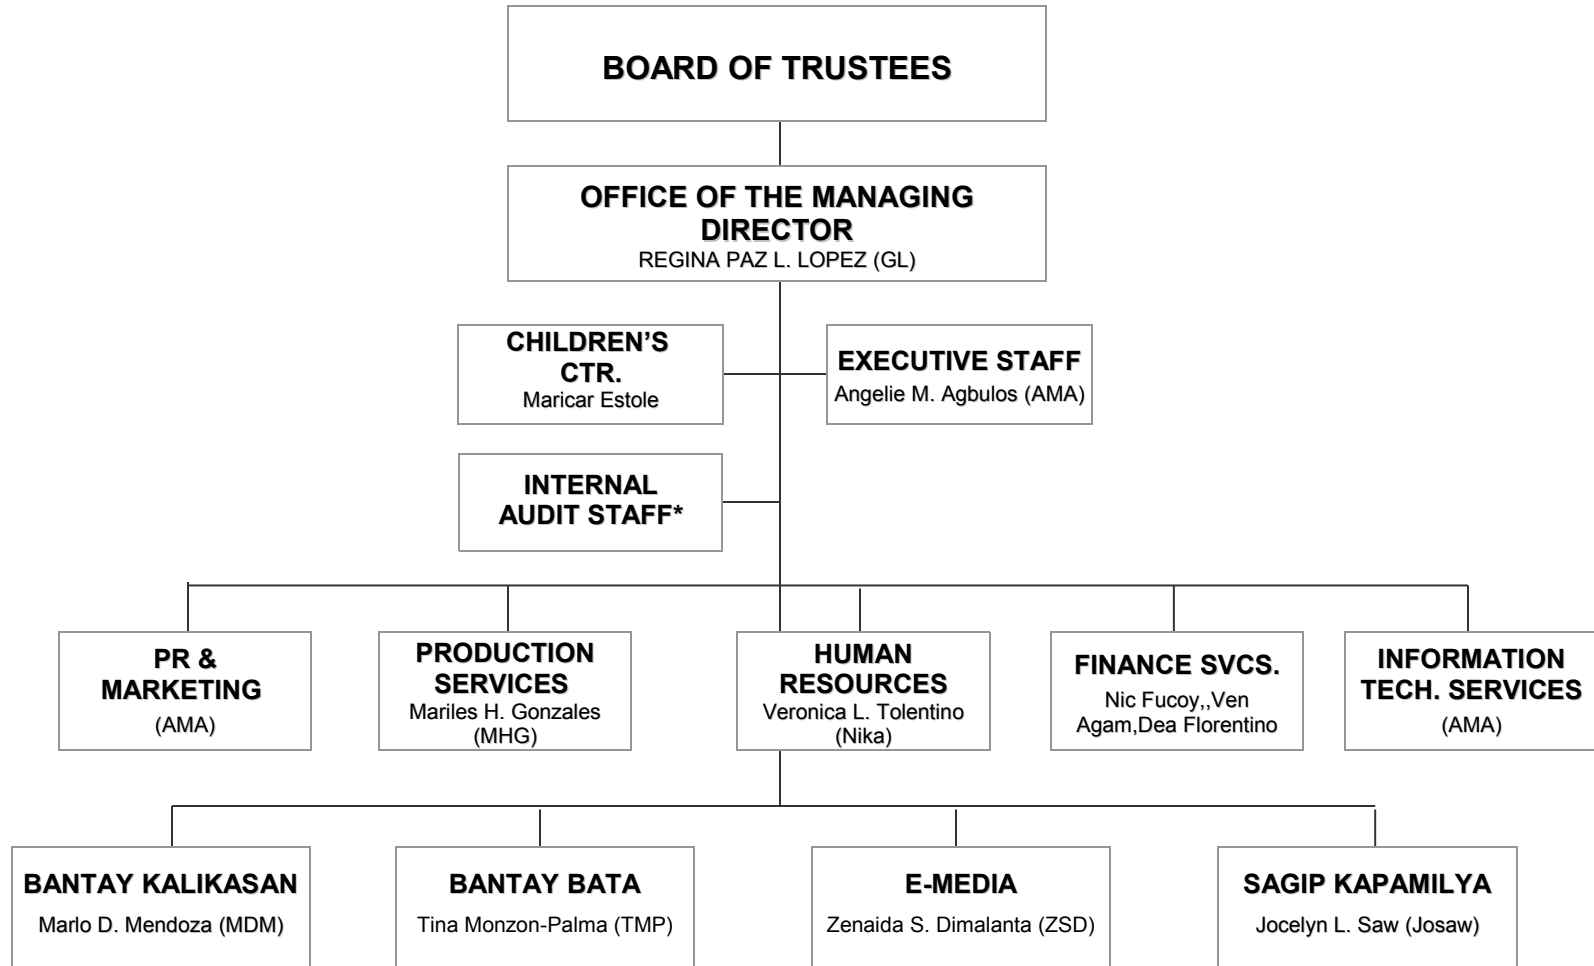 BOARD OF TRUSTEES
OFFICE OF THE MANAGING
DIRECTOR
REGINA PAZ L. LOPEZ (GL)
CHILDREN’S
CTR.
Maricar Estole
EXECUTIVE STAFF
Angelie M. Agbulos (AMA)
INTERNAL
AUDIT STAFF*
PR &
MARKETING
(AMA)
PRODUCTION
SERVICES
Mariles H. Gonzales
(MHG)
HUMAN
RESOURCES
Veronica L. Tolentino
(Nika)
FINANCE SVCS.
Nic Fucoy,,Ven
Agam,Dea Florentino
INFORMATION
TECH. SERVICES
(AMA)
BANTAY KALIKASAN
Marlo D. Mendoza (MDM)
BANTAY BATA
Tina Monzon-Palma (TMP)
E-MEDIA
Zenaida S. Dimalanta (ZSD)
SAGIP KAPAMILYA
Jocelyn L. Saw (Josaw)